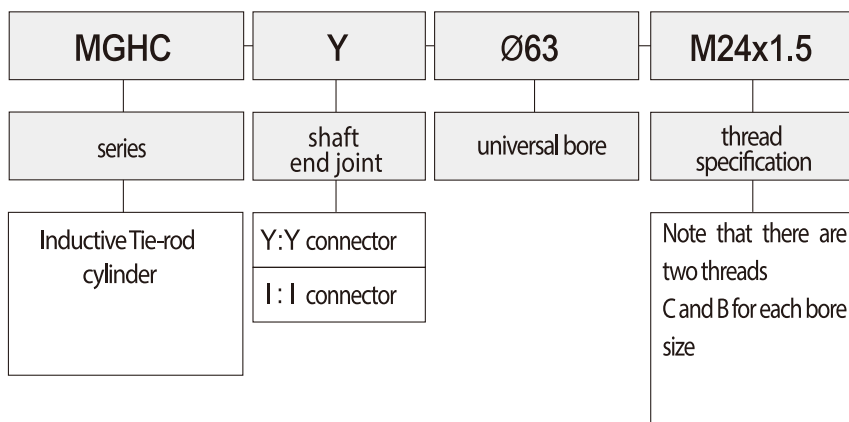 MGHC - Y - Ø63 - M24x1.5
series
shaft
end joint
universal bore
thread
specification
Inductive Tie-rod
cylinder
Y:Y connector
I:I connector
Note that there are
two threads
C and B for each bore
size